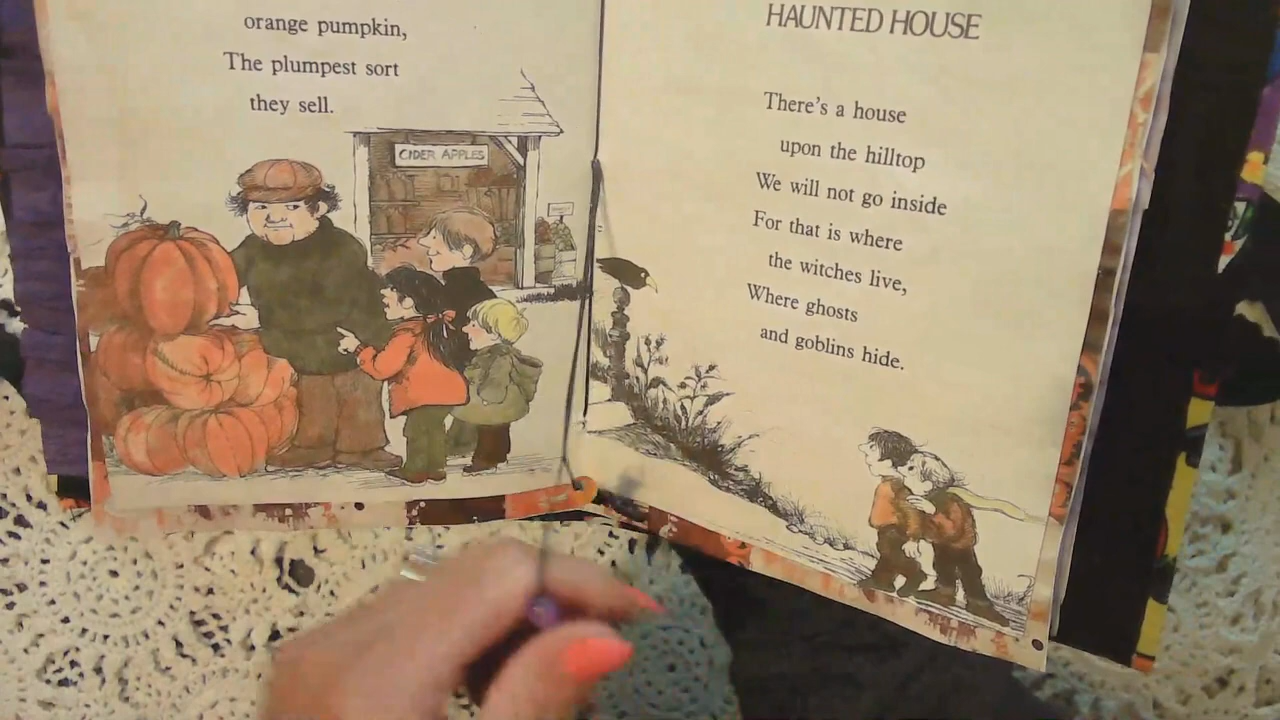 orange pumpkin,
The plumpest sort
they sell.
CIDER APPLES
HAUNTED HOUSE
There's a house
upon the hilltop
We will not go inside
For that is where
the witches live,
Where ghosts
and goblins hide.